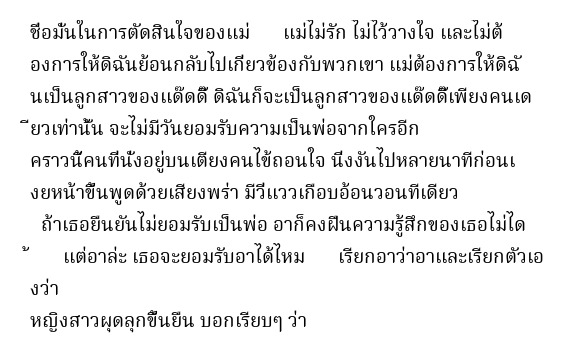 ชื่อมั่นในการตัดสินใจของแม่ แม่ไม่รัก ไม่ไว้วางใจ และไม่ต้
องการให้ดิฉันย้อนกลับไปเกี่ยวข้องกับพวกเขา แม่ต้องการให้ดิฉั
นเป็นลูกสาวของแด๊ดดี้ ดิฉันก็จะเป็นลูกสาวของแด๊ดดี้เพียงคนเด
ียวเท่านั้น จะไม่มีวันยอมรับความเป็นพ่อจากใครอีก
คราวนี้คนที่นั่งอยู่บนเตียงคนไข้ถอนใจ นิ่งงันไปหลายนาทีก่อนเ
งยหน้าขึ้นพูดด้วยเสียงพร่า มีวี่แววเกือบอ้อนวอนทีเดียว
ถ้าเธอยืนยันไม่ยอมรับเป็นพ่อ อาก็คงฝืนความรู้สึกของเธอไม่ได
้ แต่อาล่ะ เธอจะยอมรับอาได้ไหม เรียกอาว่าอาและเรียกตัวเอ
งว่า
หญิงสาวผุดลุกขึ้นยืน บอกเรียบๆ ว่า